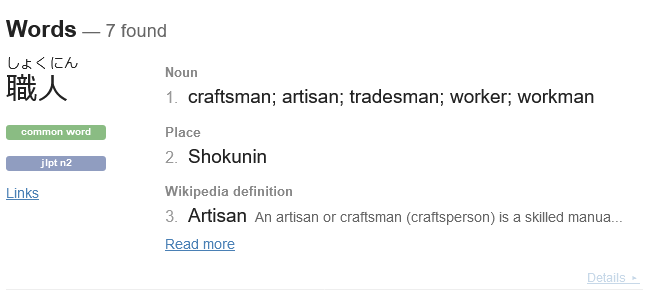 Words — 7 found
しょくにん
職人
common word
jlpt n2
Links
Noun
1. craftsman; artisan; tradesman; worker; workman
Place
2. Shokunin
Wikipedia definition
3. Artisan An artisan or craftsman (craftsperson) is a skilled manua...
Read more
Details ▸